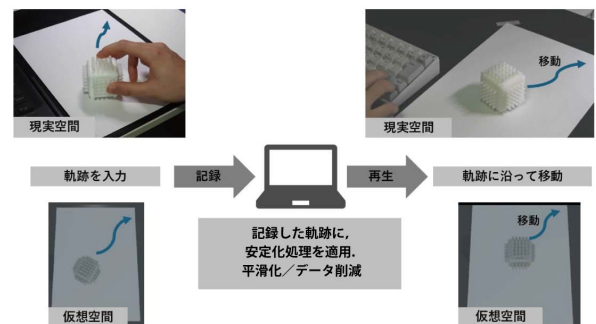 移動
現実空間
現実空間
軌跡を入力
記録
再生
軌跡に沿って移動
記録した軌跡に,
安定化処理を適用.
平滑化／データ削減
移動
仮想空間
仮想空間